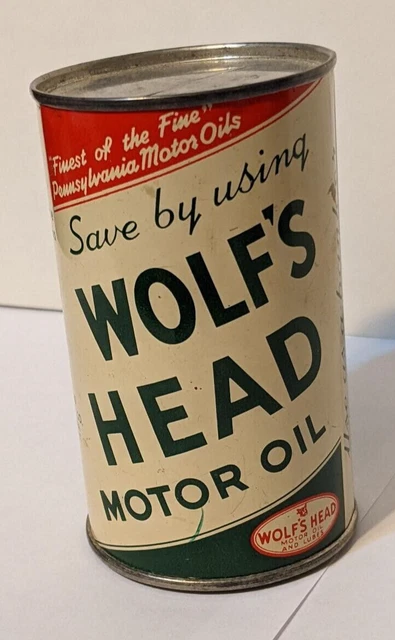 "Finest of the Fine"
Pennsylvania Motor Oils
Save by using
WOLF'S
HEAD
MOTOR OIL
WOLF'S HEAD
MOTOR OIL
AND LUBES